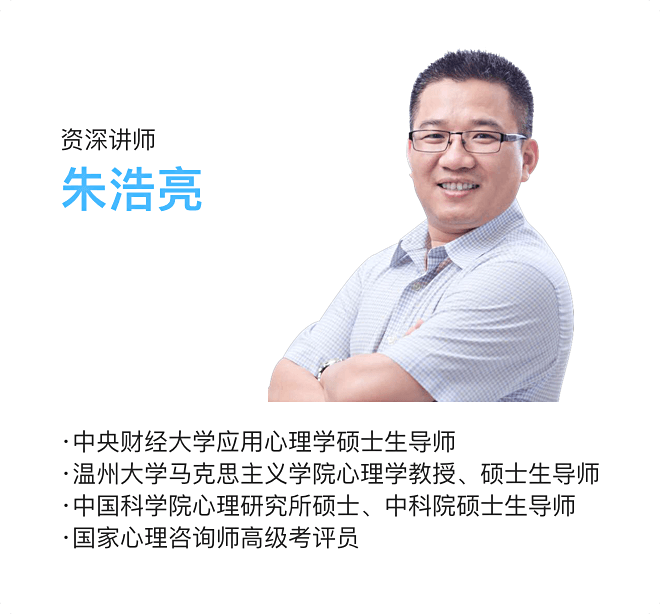 资深讲师
朱浩亮
·中央财经大学应用心理学硕士生导师
·温州大学马克思主义学院心理学教授、硕士生导师
·中国科学院心理研究所硕士、中科院硕士生导师
·国家心理咨询师高级考评员